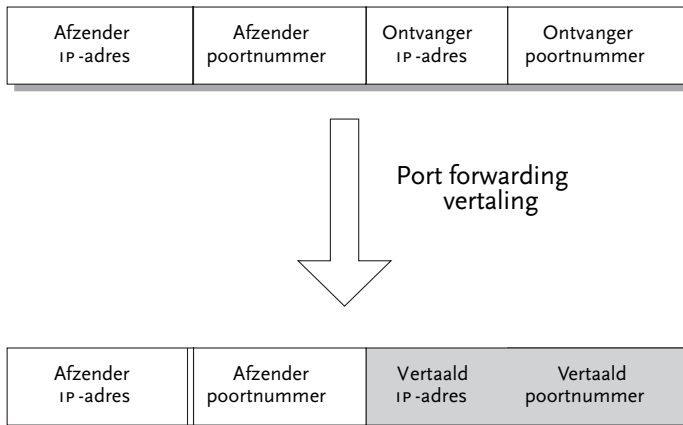 Afzender Afzender Ontvanger Ontvanger
IP-adres poortnummer IP-adres poortnummer
Port forwarding
vertaling
Afzender Afzender Vertaald Vertaald
IP-adres poortnummer IP-adres poortnummer